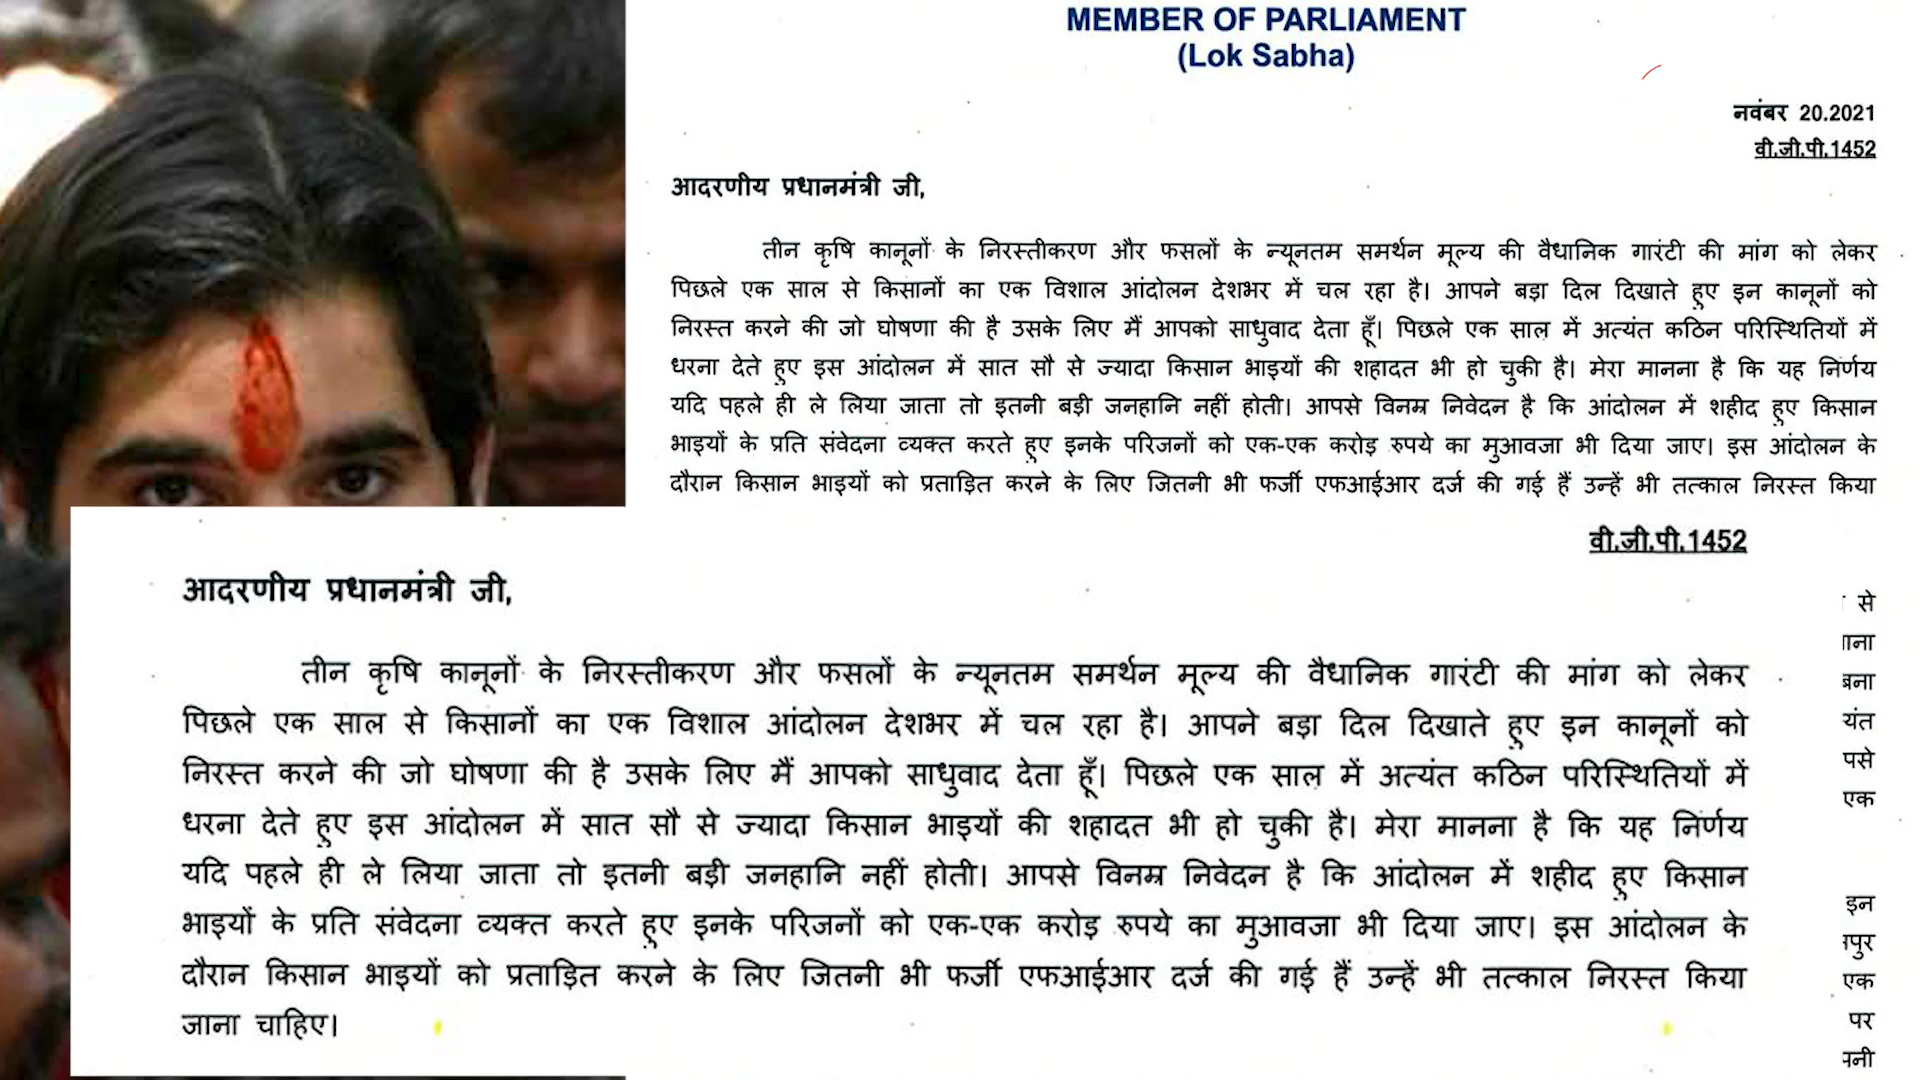 MEMBER OF PARLIAMENT
(Lok Sabha)
नवंबर 20.2021
वी.जी.पी.1452
आदरणीय प्रधानमंत्री जी,
तीन कृषि कानूनों के निरस्तीकरण और फसलों के न्यूनतम समर्थन मूल्य की वैधानिक गारंटी की मांग को लेकर
पिछले एक साल से किसानों का एक विशाल आंदोलन देशभर में चल रहा है। आपने बड़ा दिल दिखाते हुए इन कानूनों को
निरस्त करने की जो घोषणा की है उसके लिए मैं आपको साधुवाद देता हूँ। पिछले एक साल में अत्यंत कठिन परिस्थितियों में
धरना देते हुए इस आंदोलन में सात सौ से ज्यादा किसान भाइयों की शहादत भी हो चुकी है। मेरा मानना है कि यह निर्णय
यदि पहले ही ले लिया जाता तो इतनी बड़ी जनहानि नहीं होती। आपसे विनम्र निवेदन है कि आंदोलन में शहीद हुए किसान
भाइयों के प्रति संवेदना व्यक्त करते हुए इनके परिजनों को एक-एक करोड़ रुपये का मुआवजा भी दिया जाए। इस आंदोलन के
दौरान किसान भाइयों को प्रताड़ित करने के लिए जितनी भी फर्जी एफआईआर दर्ज की गई हैं उन्हें भी तत्काल निरस्त किया
वी.जी.पी.1452
आदरणीय प्रधानमंत्री जी,
तीन कृषि कानूनों के निरस्तीकरण और फसलों के न्यूनतम समर्थन मूल्य की वैधानिक गारंटी की मांग को लेकर
पिछले एक साल से किसानों का एक विशाल आंदोलन देशभर में चल रहा है। आपने बड़ा दिल दिखाते हुए इन कानूनों को
निरस्त करने की जो घोषणा की है उसके लिए मैं आपको साधुवाद देता हूँ। पिछले एक साल में अत्यंत कठिन परिस्थितियों में
धरना देते हुए इस आंदोलन में सात सौ से ज्यादा किसान भाइयों की शहादत भी हो चुकी है। मेरा मानना है कि यह निर्णय
यदि पहले ही ले लिया जाता तो इतनी बड़ी जनहानि नहीं होती। आपसे विनम्र निवेदन है कि आंदोलन में शहीद हुए किसान
भाइयों के प्रति संवेदना व्यक्त करते हुए इनके परिजनों को एक-एक करोड़ रुपये का मुआवजा भी दिया जाए। इस आंदोलन के
दौरान किसान भाइयों को प्रताड़ित करने के लिए जितनी भी फर्जी एफआईआर दर्ज की गई हैं उन्हें भी तत्काल निरस्त किया
जाना चाहिए।
से
एक
इन
एक
पर